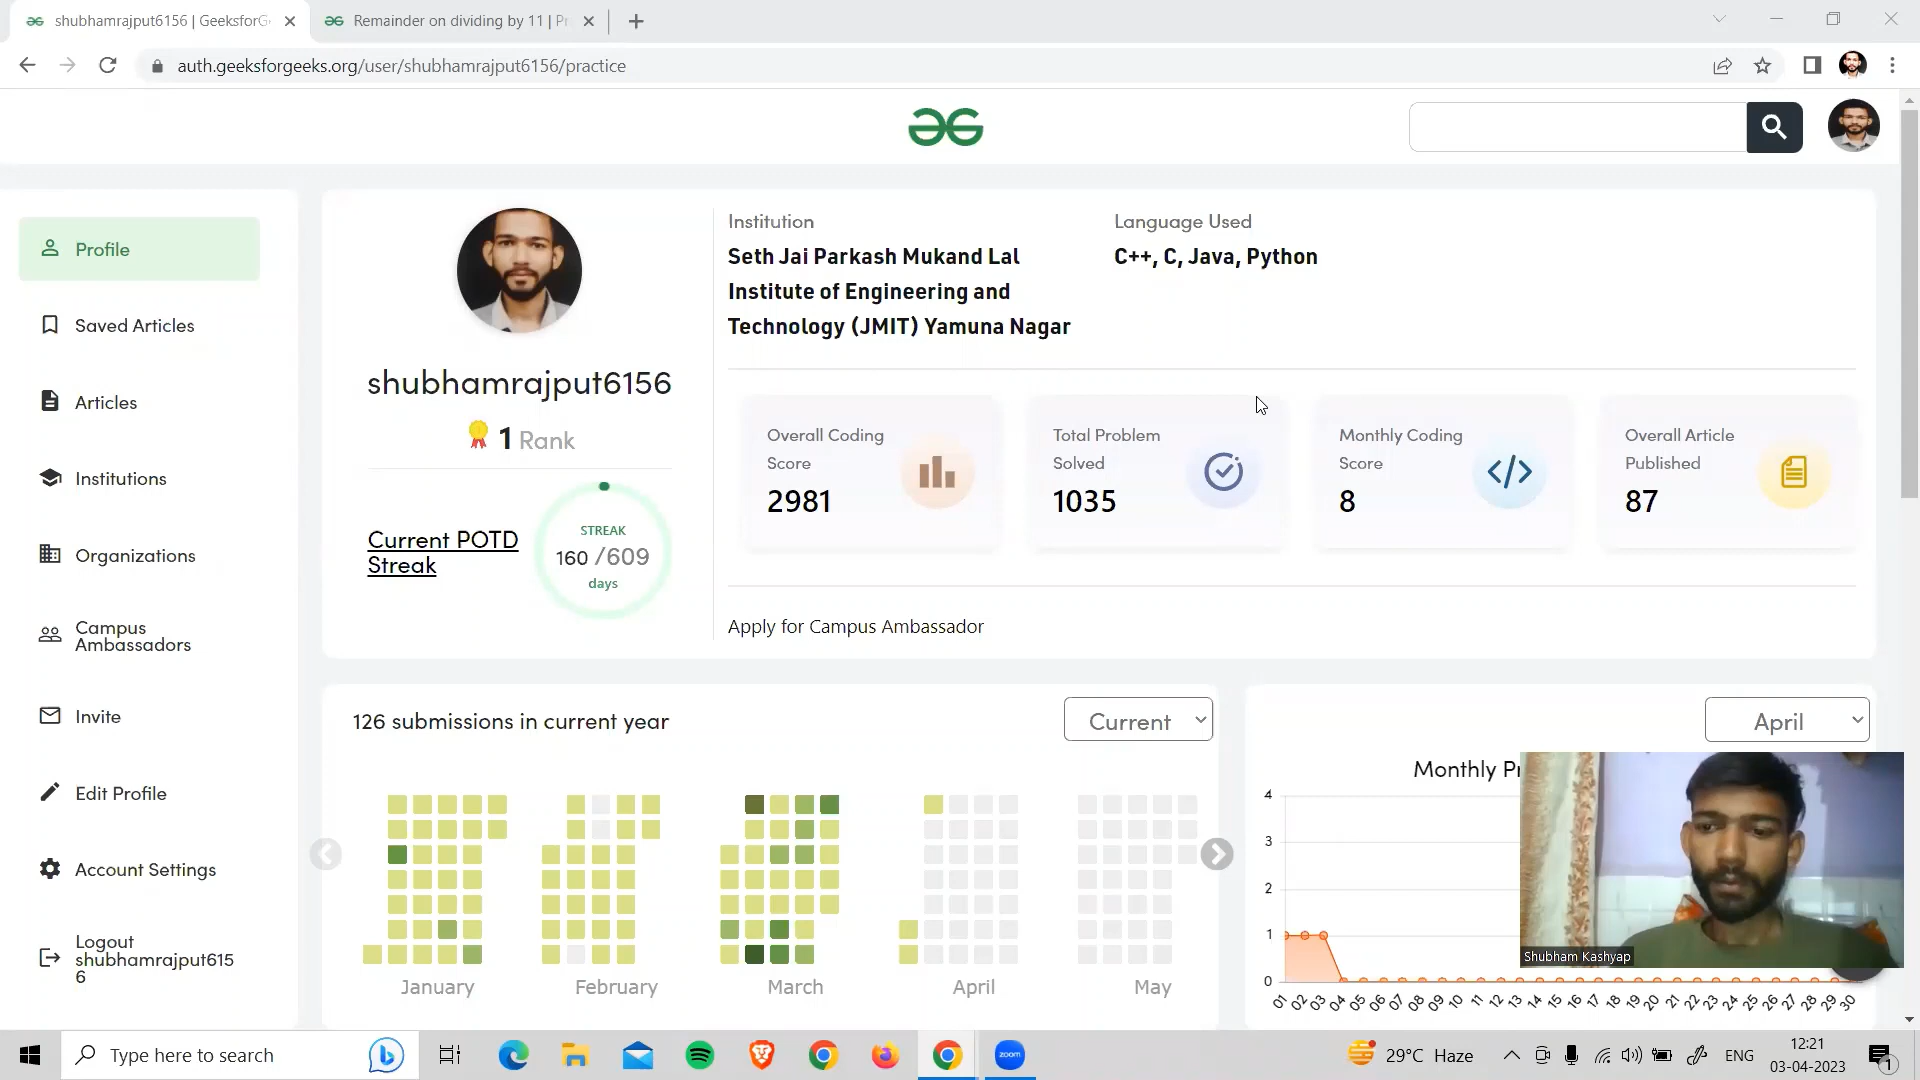 shubhamrajput6156 | GeeksforG
Remainder on dividing by 11 | Pr
auth.geeksforgeeks.org/user/shubhamrajput6156/practice
Profile
Saved Articles
Articles
Institutions
Organizations
Campus
Ambassadors
Invite
Edit Profile
Account Settings
Logout
shubhamrajput615
6
shubhamrajput6156
1 Rank
Current POTD
Streak
STREAK
160 /609
days
Institution
Seth Jai Parkash Mukand Lal
Institute of Engineering and
Technology (JMIT) Yamuna Nagar
Language Used
C++, C, Java, Python
Overall Coding
Score
2981
Total Problem
Solved
1035
Monthly Coding
Score
8
Overall Article
Published
87
Apply for Campus Ambassador
126 submissions in current year
Current
January
February
March
April
May
April
Monthly Pr
4
3
2
1
0
01 02 03 04 05 06 07 08 09 10 11 12 13 14 15 16 17 18 19 20 21 22 23 24 25 26 27 28 29 30
Shubham Kashyap
Type here to search
zoom
29°C Haze
ENG
12:21
03-04-2023
1